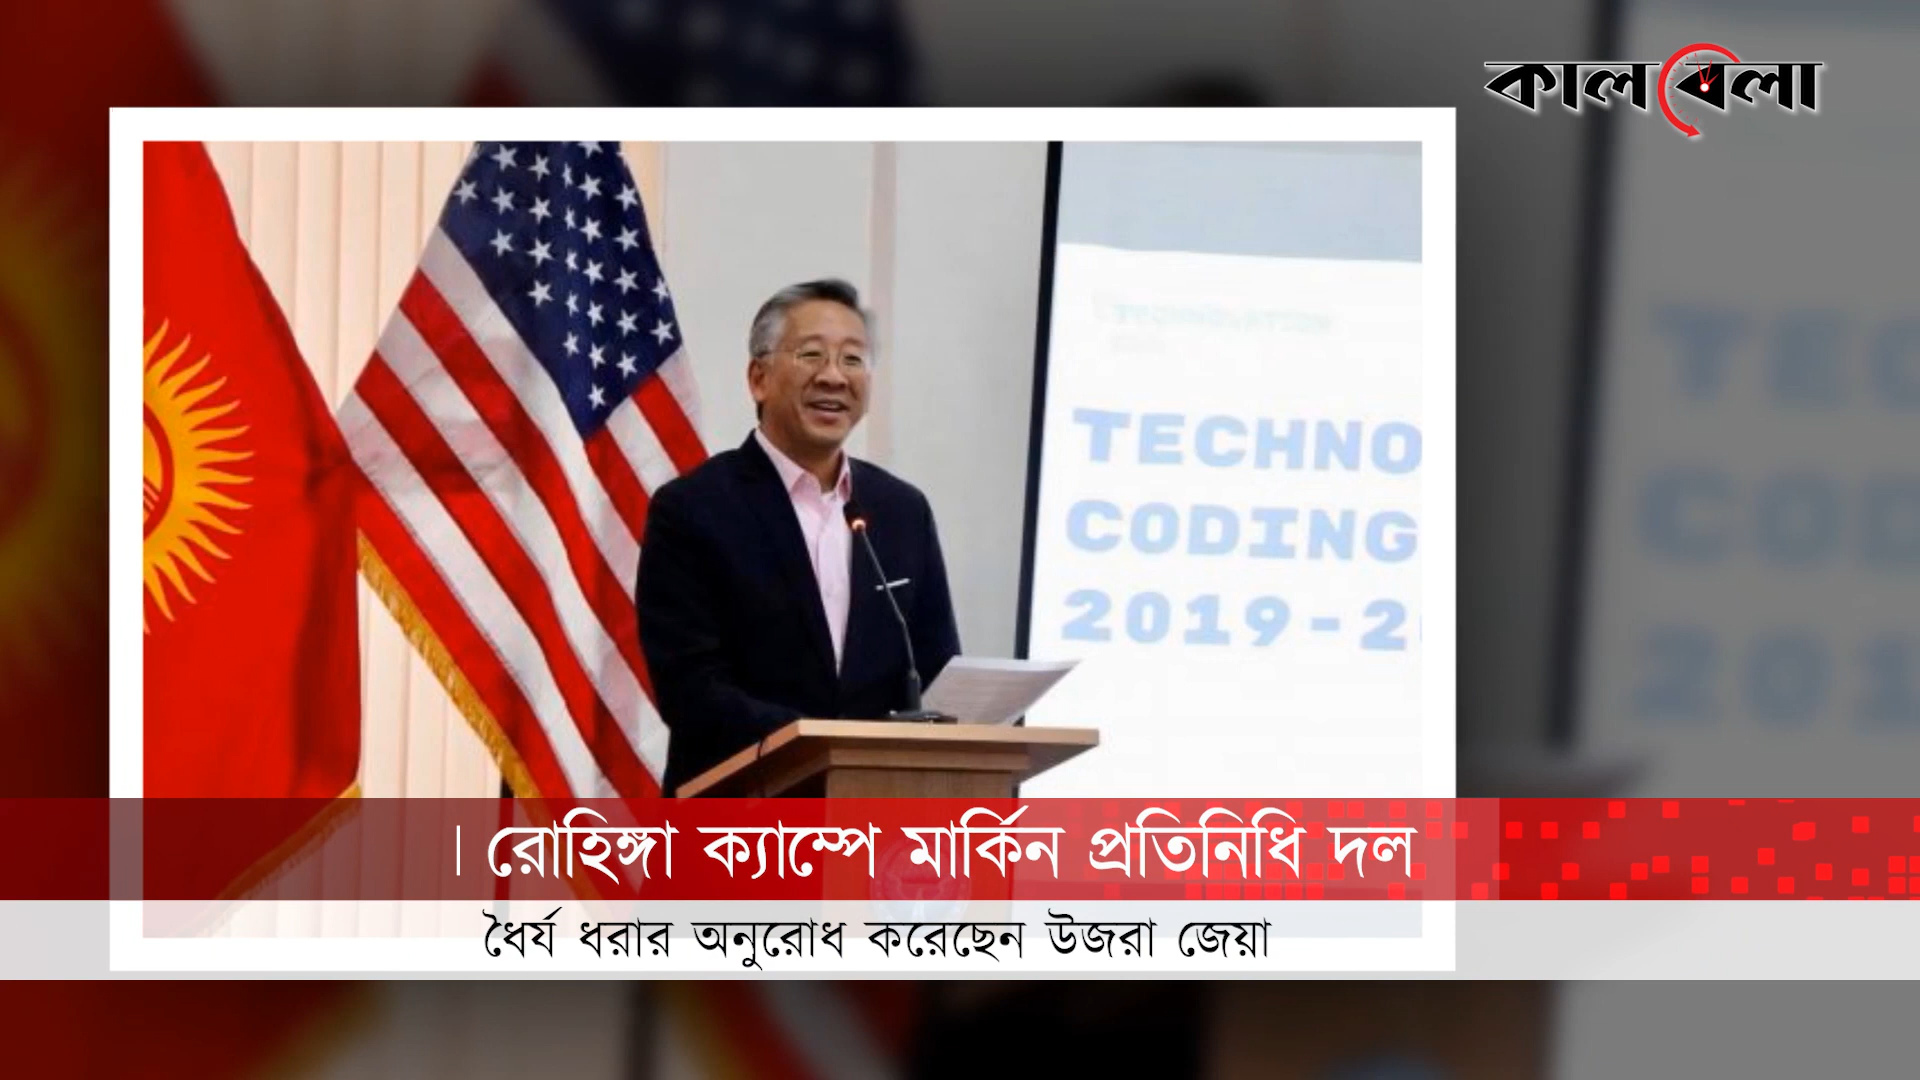 কালবেলা
TECHNO
CODING
2019-2
রোহিঙ্গা ক্যাম্পে মার্কিন প্রতিনিধি দল
ধৈর্য ধরার অনুরোধ করেছেন উজরা জেয়া